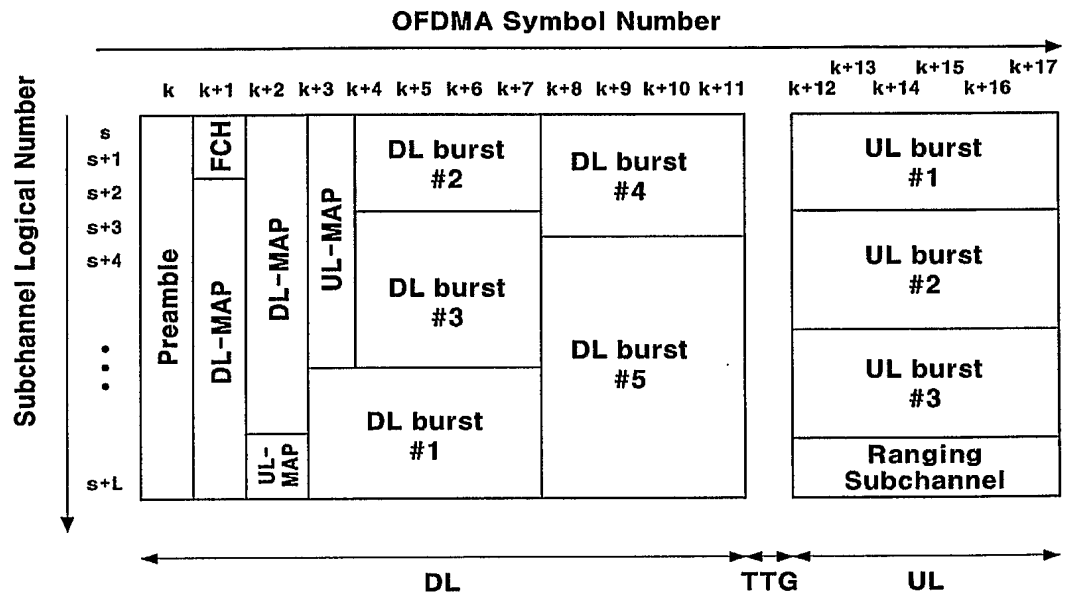 OFDMA Symbol Number
k+13 k+15 k+17
k k+1 k+2 k+3 k+4 k+5 k+6 k+7 k+8 k+9 k+10 k+11 k+12 k+14 k+16
Subchannel Logical Number
s
s+1
s+2
s+3
s+4
s+L
Preamble
FCH
DL-MAP
DL-MAP
UL-
MAP
UL-MAP
DL burst
#2
DL burst
#3
DL burst
#1
DL burst
#4
DL burst
#5
UL burst
#1
UL burst
#2
UL burst
#3
Ranging
Subchannel
DL TTG UL